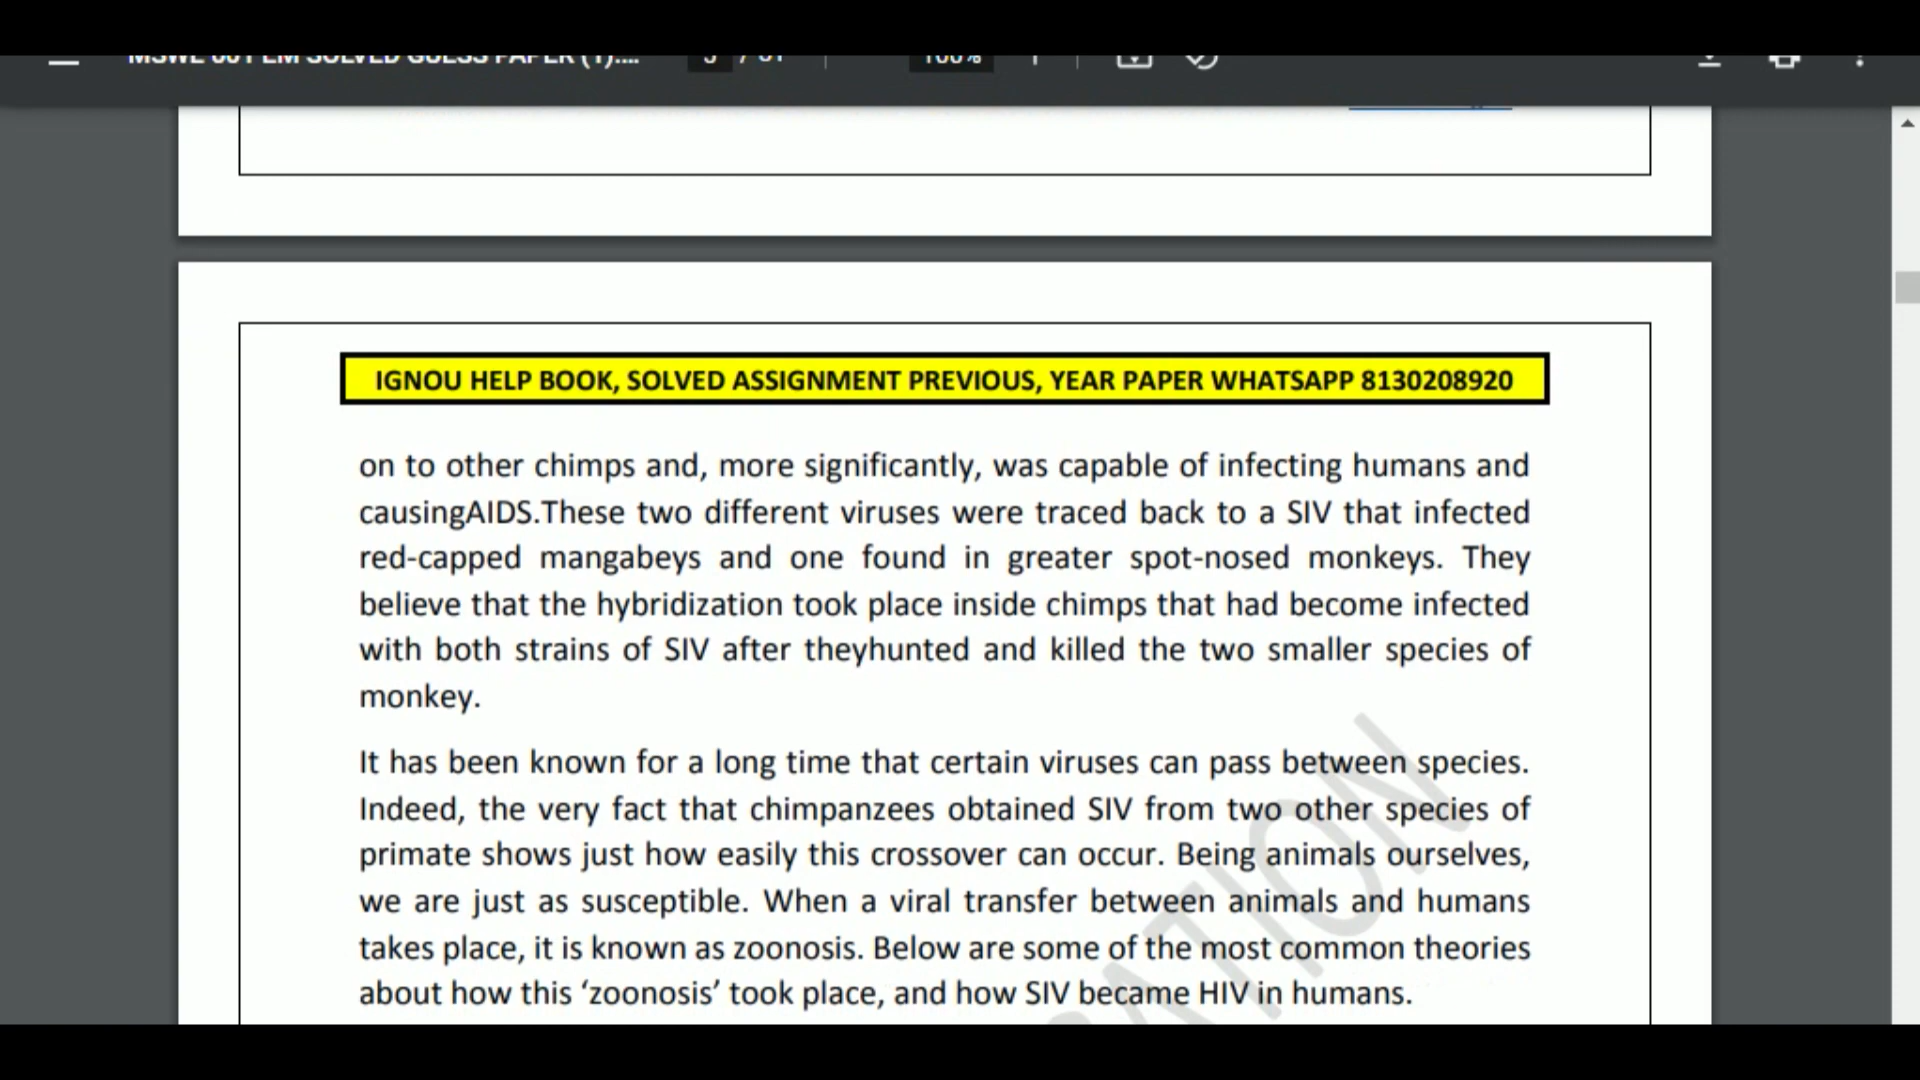 MSWE 001 EM SOLVED GUESS PAPER (1)....
100%
IGNOU HELP BOOK, SOLVED ASSIGNMENT PREVIOUS, YEAR PAPER WHATSAPP 8130208920
on to other chimps and, more significantly, was capable of infecting humans and
causingAIDS.These two different viruses were traced back to a SIV that infected
red-capped mangabeys and one found in greater spot-nosed monkeys. They
believe that the hybridization took place inside chimps that had become infected
with both strains of SIV after theyhunted and killed the two smaller species of
monkey.
It has been known for a long time that certain viruses can pass between species.
Indeed, the very fact that chimpanzees obtained SIV from two other species of
primate shows just how easily this crossover can occur. Being animals ourselves,
we are just as susceptible. When a viral transfer between animals and humans
takes place, it is known as zoonosis. Below are some of the most common theories
about how this ‘zoonosis’ took place, and how SIV became HIV in humans.